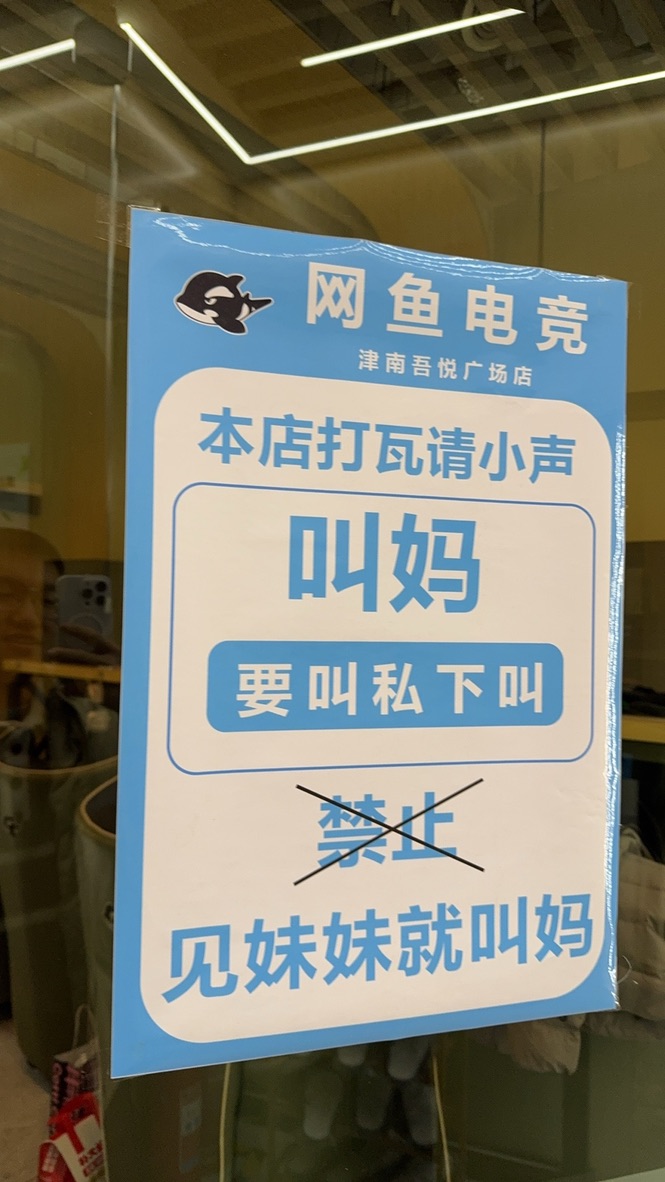 网鱼电竞
津南吾悦广场店
本店打瓦请小声
叫妈
要叫私下叫
禁止
见妹妹就叫妈